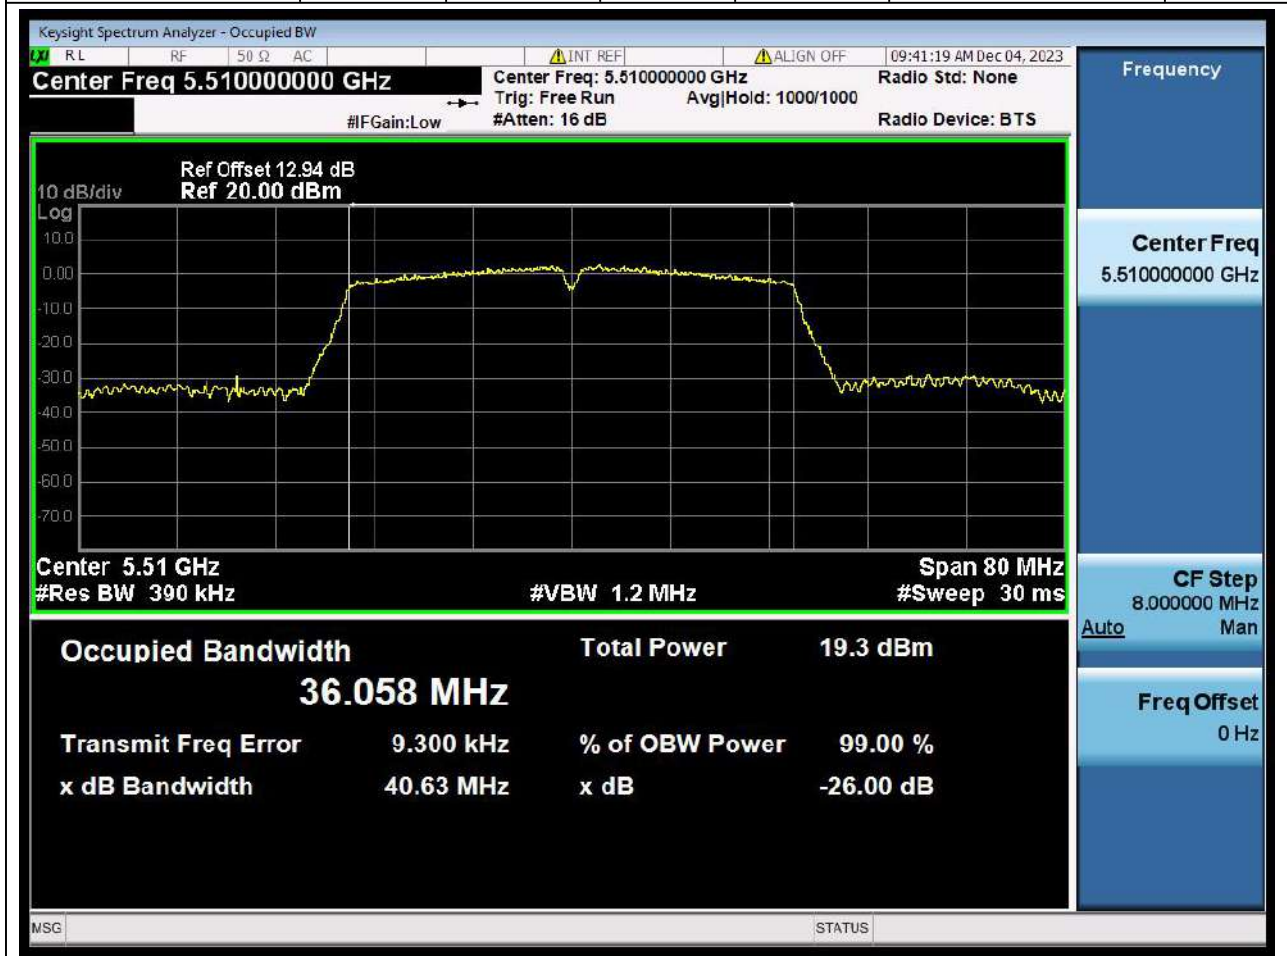 Keysight Spectrum Analyzer - Occupied BW
LXI RL RF 50 Ω AC INT REF ALIGN OFF 09:41:19 AM Dec 04, 2023
Center Freq 5.510000000 GHz
Center Freq: 5.510000000 GHz Radio Std: None
Trig: Free Run Avg|Hold: 1000/1000
#IFGain:Low #Atten: 16 dB Radio Device: BTS
Ref Offset 12.94 dB
10 dB/div Ref 20.00 dBm
Log
10.0
0.00
-10.0
-20.0
-30.0
-40.0
-50.0
-60.0
-70.0
Center 5.51 GHz Span 80 MHz
#Res BW 390 kHz #VBW 1.2 MHz #Sweep 30 ms
Occupied Bandwidth Total Power 19.3 dBm
36.058 MHz
Transmit Freq Error 9.300 kHz % of OBW Power 99.00 %
x dB Bandwidth 40.63 MHz x dB -26.00 dB
MSG STATUS
Frequency
Center Freq
5.510000000 GHz
CF Step
8.000000 MHz
Auto Man
Freq Offset
0 Hz